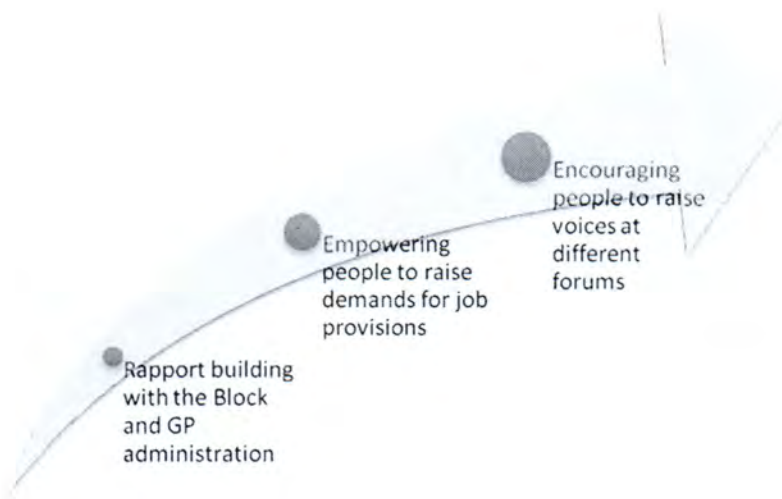 Rapport building
with the Block
and GP
administration
Empowering
people to raise
demands for job
provisions
Encouraging
people to raise
voices at
different
forums